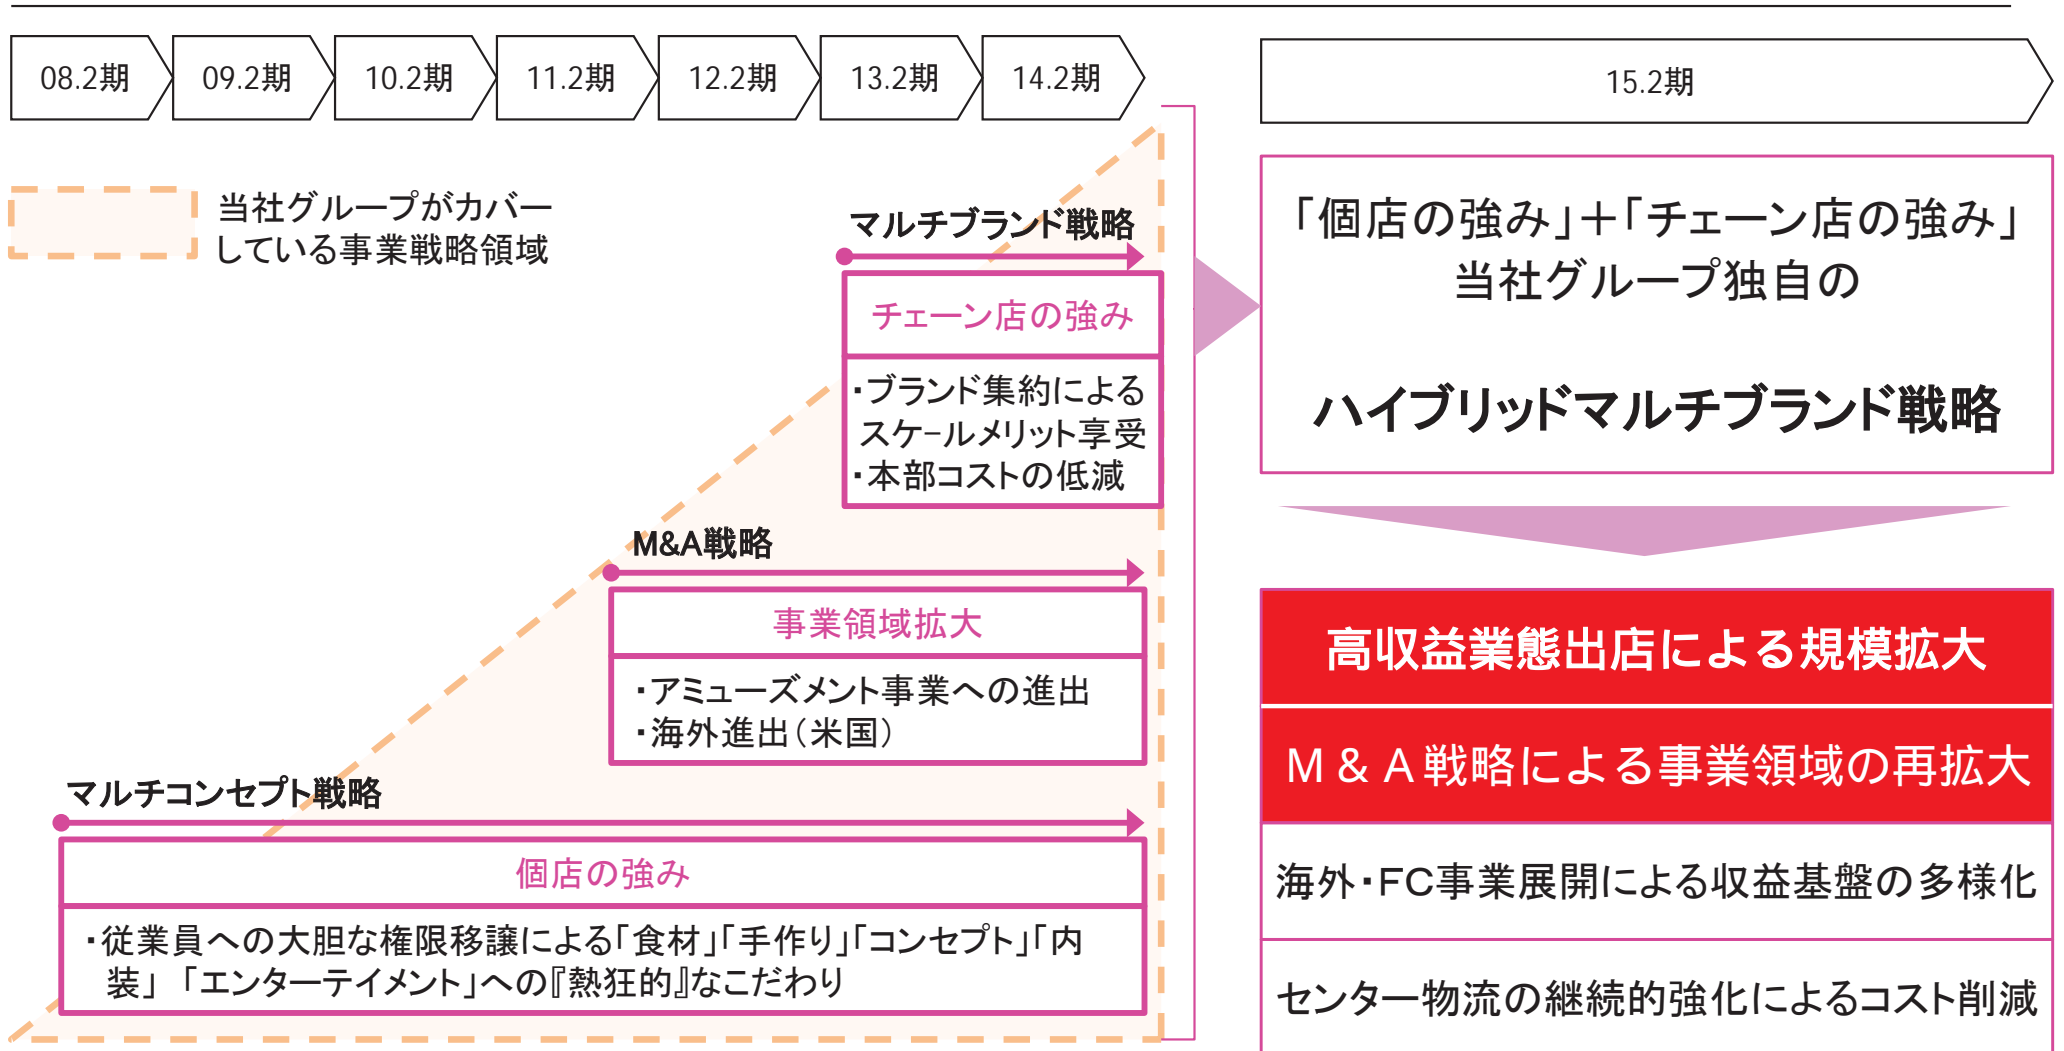 08.2期
09.2期
10.2期
11.2期
12.2期
13.2期
14.2期
15.2期
当社グループがカバー
している事業戦略領域
マルチブランド戦略
チェーン店の強み
・ブランド集約による
スケールメリット享受
・本部コストの低減
M&A戦略
事業領域拡大
・アミューズメント事業への進出
・海外進出（米国）
マルチコンセプト戦略
個店の強み
・従業員への大胆な権限移譲による「食材」「手作り」「コンセプト」「内
装」 「エンターテイメント」への『熱狂的』なこだわり
「個店の強み」＋「チェーン店の強み」
当社グループ独自の
ハイブリッドマルチブランド戦略
高収益業態出店による規模拡大
Ｍ＆Ａ戦略による事業領域の再拡大
海外・FC事業展開による収益基盤の多様化
センター物流の継続的強化によるコスト削減